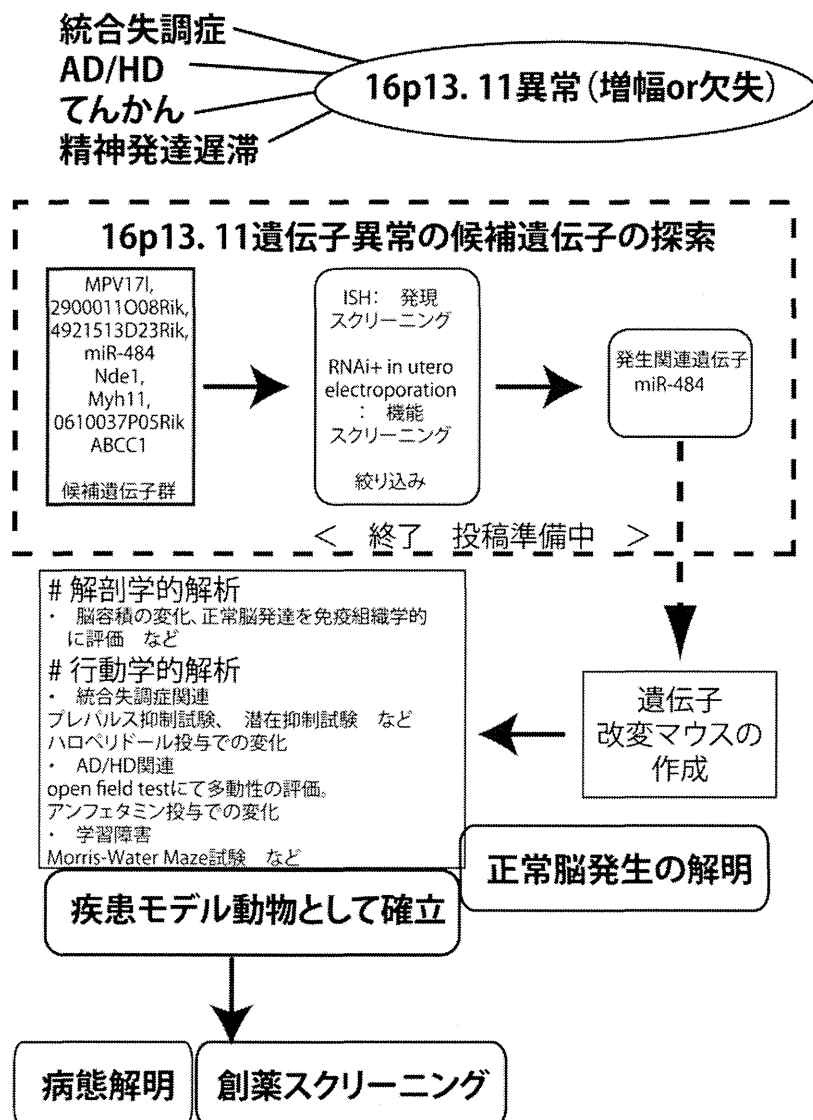 統合失調症
AD/HD
てんかん
精神発達遅滞
16p13. 11異常(増幅or欠失)
16p13. 11遺伝子異常の候補遺伝子の探索
MPV17l,
2900011O08Rik,
4921513D23Rik,
miR-484
Nde1,
Myh11,
0610037P05Rik
ABCC1
候補遺伝子群
ISH: 発現
スクリーニング
RNAi+ in utero
electroporation
: 機能
スクリーニング
絞り込み
発生関連遺伝子
miR-484
< 終了 投稿準備中 >
# 解剖学的解析
・ 脳容積の変化、正常脳発達を免疫組織学的
に評価 など
# 行動学的解析
・ 統合失調症関連
プレパルス抑制試験、 潜在抑制試験 など
ハロペリドール投与での変化
・ AD/HD関連
open field testにて多動性の評価。
アンフェタミン投与での変化
・ 学習障害
Morris-Water Maze試験 など
遺伝子
改変マウスの
作成
正常脳発生の解明
疾患モデル動物として確立
病態解明
創薬スクリーニング